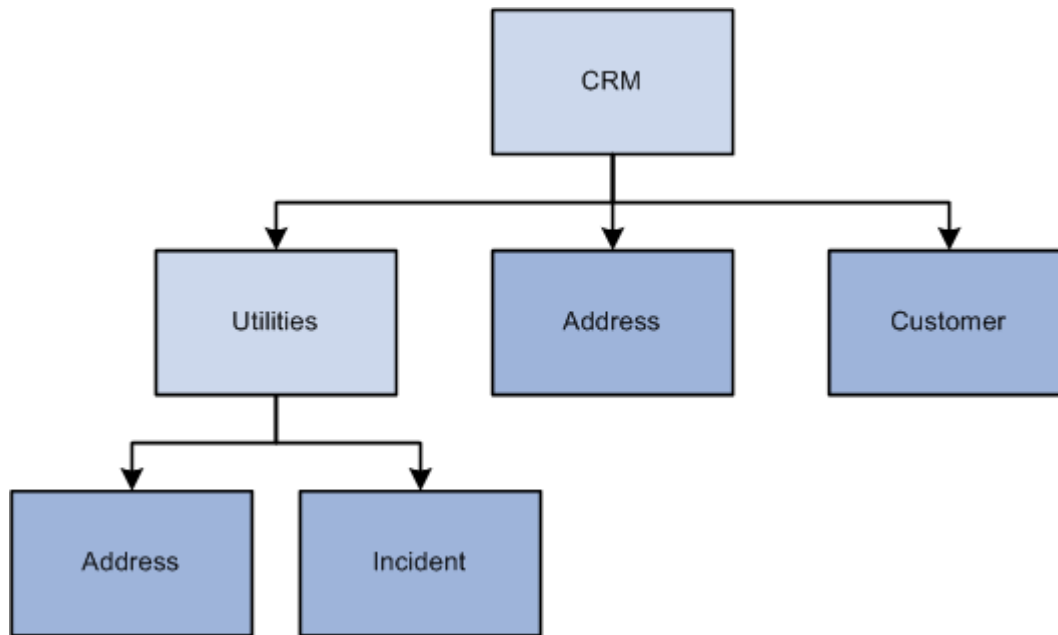 CRM
Utilities
Address
Customer
Address
Incident